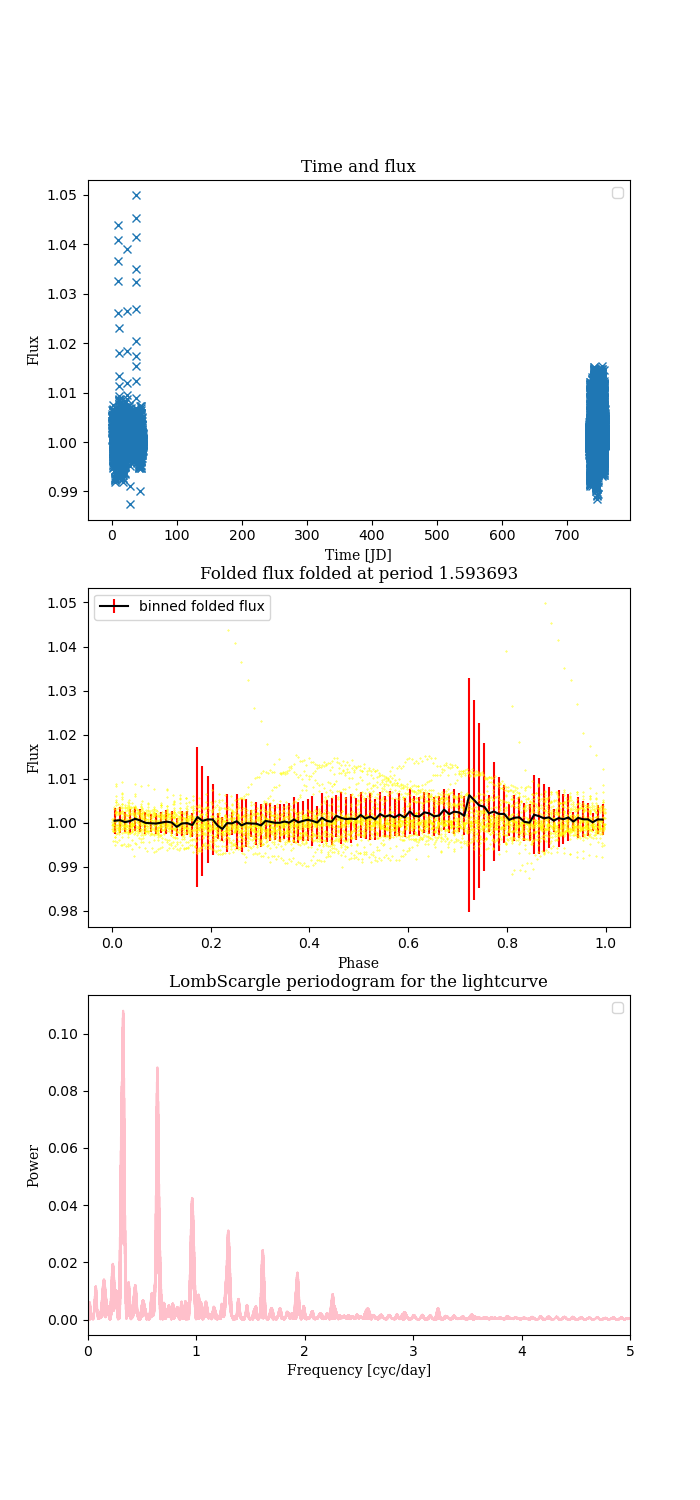 Time and flux
1.05
1.04
1.03
1.02
1.01
1.00
0.99
Flux
0 100 200 300 400 500 600 700
Time [JD]
Folded flux folded at period 1.593693
binned folded flux
1.05
1.04
1.03
1.02
1.01
1.00
0.99
0.98
Flux
0.0 0.2 0.4 0.6 0.8 1.0
Phase
LombScargle periodogram for the lightcurve
0.10
0.08
0.06
0.04
0.02
0.00
Power
0 1 2 3 4 5
Frequency [cyc/day]